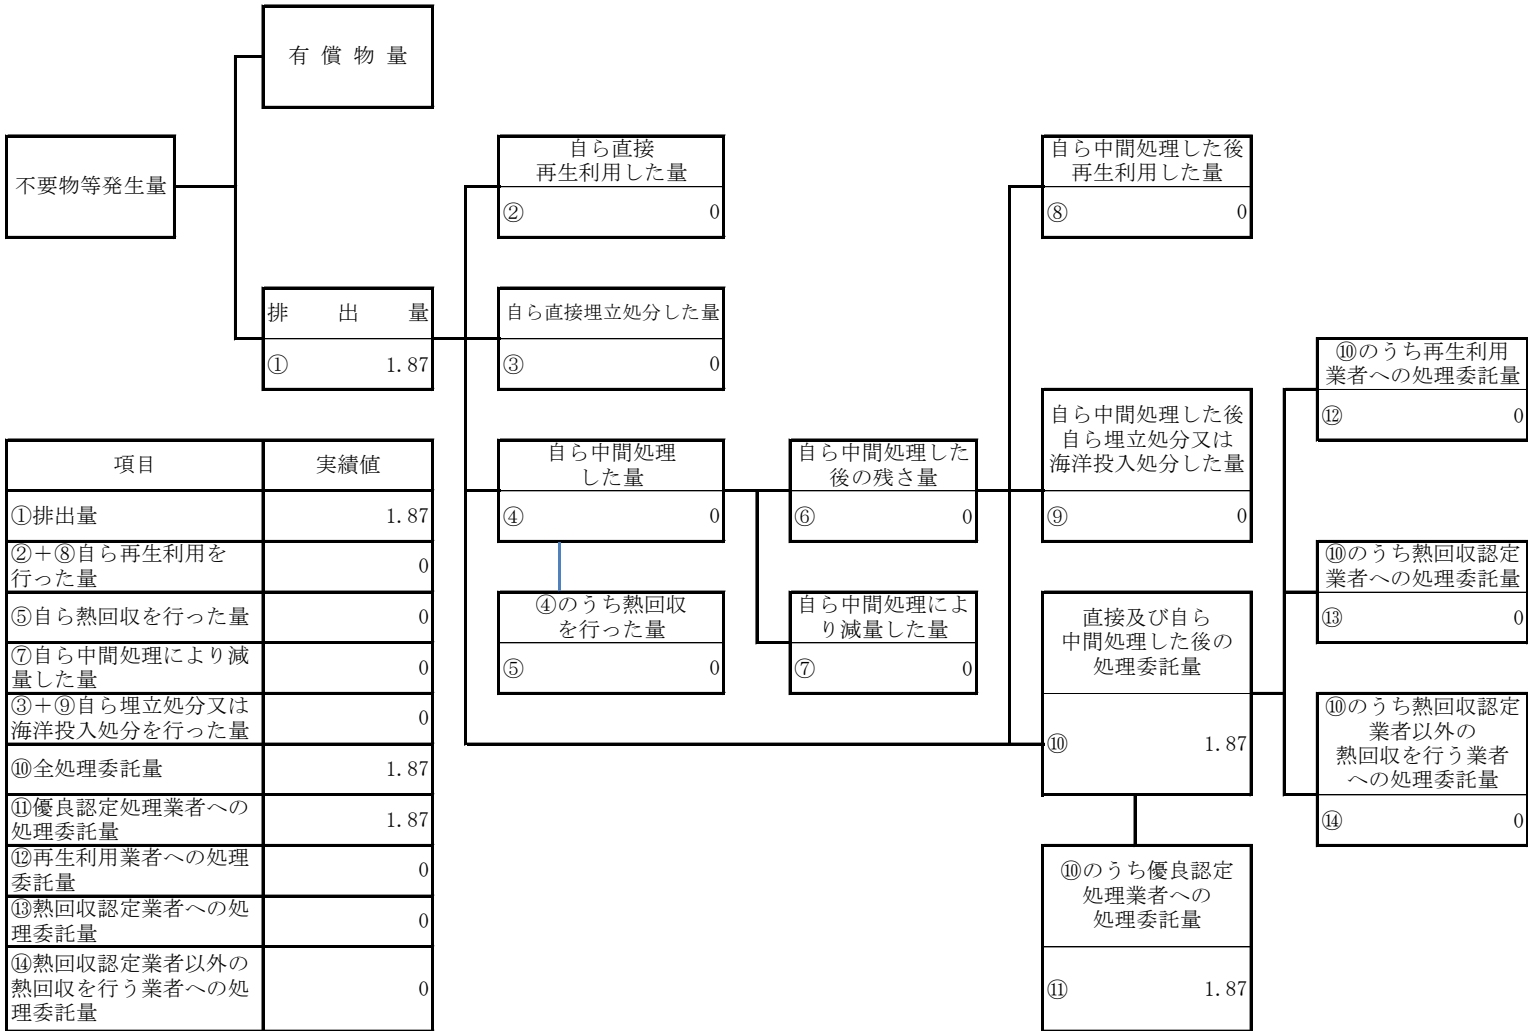 有 償 物 量
不要物等発生量
自ら直接
再生利用した量
② 0
自ら中間処理した後
再生利用した量
⑧ 0
排 出 量
① 1.87
自ら直接埋立処分した量
③ 0
⑩のうち再生利用
業者への処理委託量
⑫ 0
自ら中間処理
した量
④ 0
自ら中間処理した
後の残さ量
⑥ 0
自ら中間処理した後
自ら埋立処分又は
海洋投入処分した量
⑨ 0
⑩のうち熱回収認定
業者への処理委託量
⑬ 0
④のうち熱回収
を行った量
⑤ 0
自ら中間処理によ
り減量した量
⑦ 0
直接及び自ら
中間処理した後の
処理委託量
⑩ 1.87
⑩のうち熱回収認定
業者以外の
熱回収を行う業者
への処理委託量
⑭ 0
⑩のうち優良認定
処理業者への
処理委託量
⑪ 1.87
項目 実績値
①排出量 1.87
②+⑧自ら再生利用を
行った量 0
⑤自ら熱回収を行った量 0
⑦自ら中間処理により減
量した量 0
③+⑨自ら埋立処分又は
海洋投入処分を行った量 0
⑩全処理委託量 1.87
⑪優良認定処理業者への
処理委託量 1.87
⑫再生利用業者への処理
委託量 0
⑬熱回収認定業者への処
理委託量 0
⑭熱回収認定業者以外の
熱回収を行う業者への処
理委託量 0